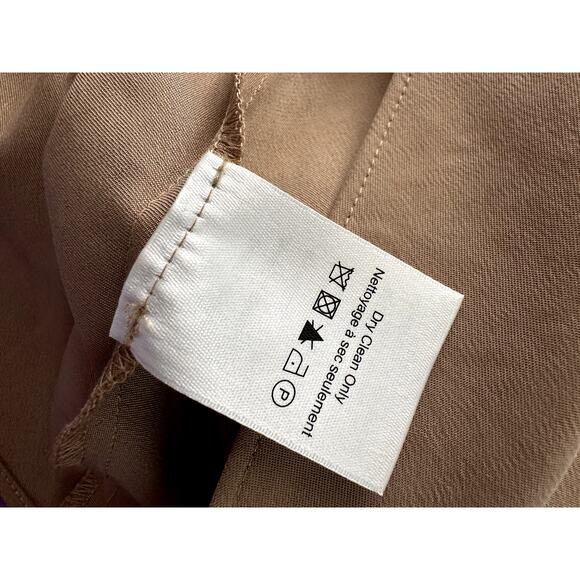 Dry Clean Only
Nettoyage à sec seulement
P